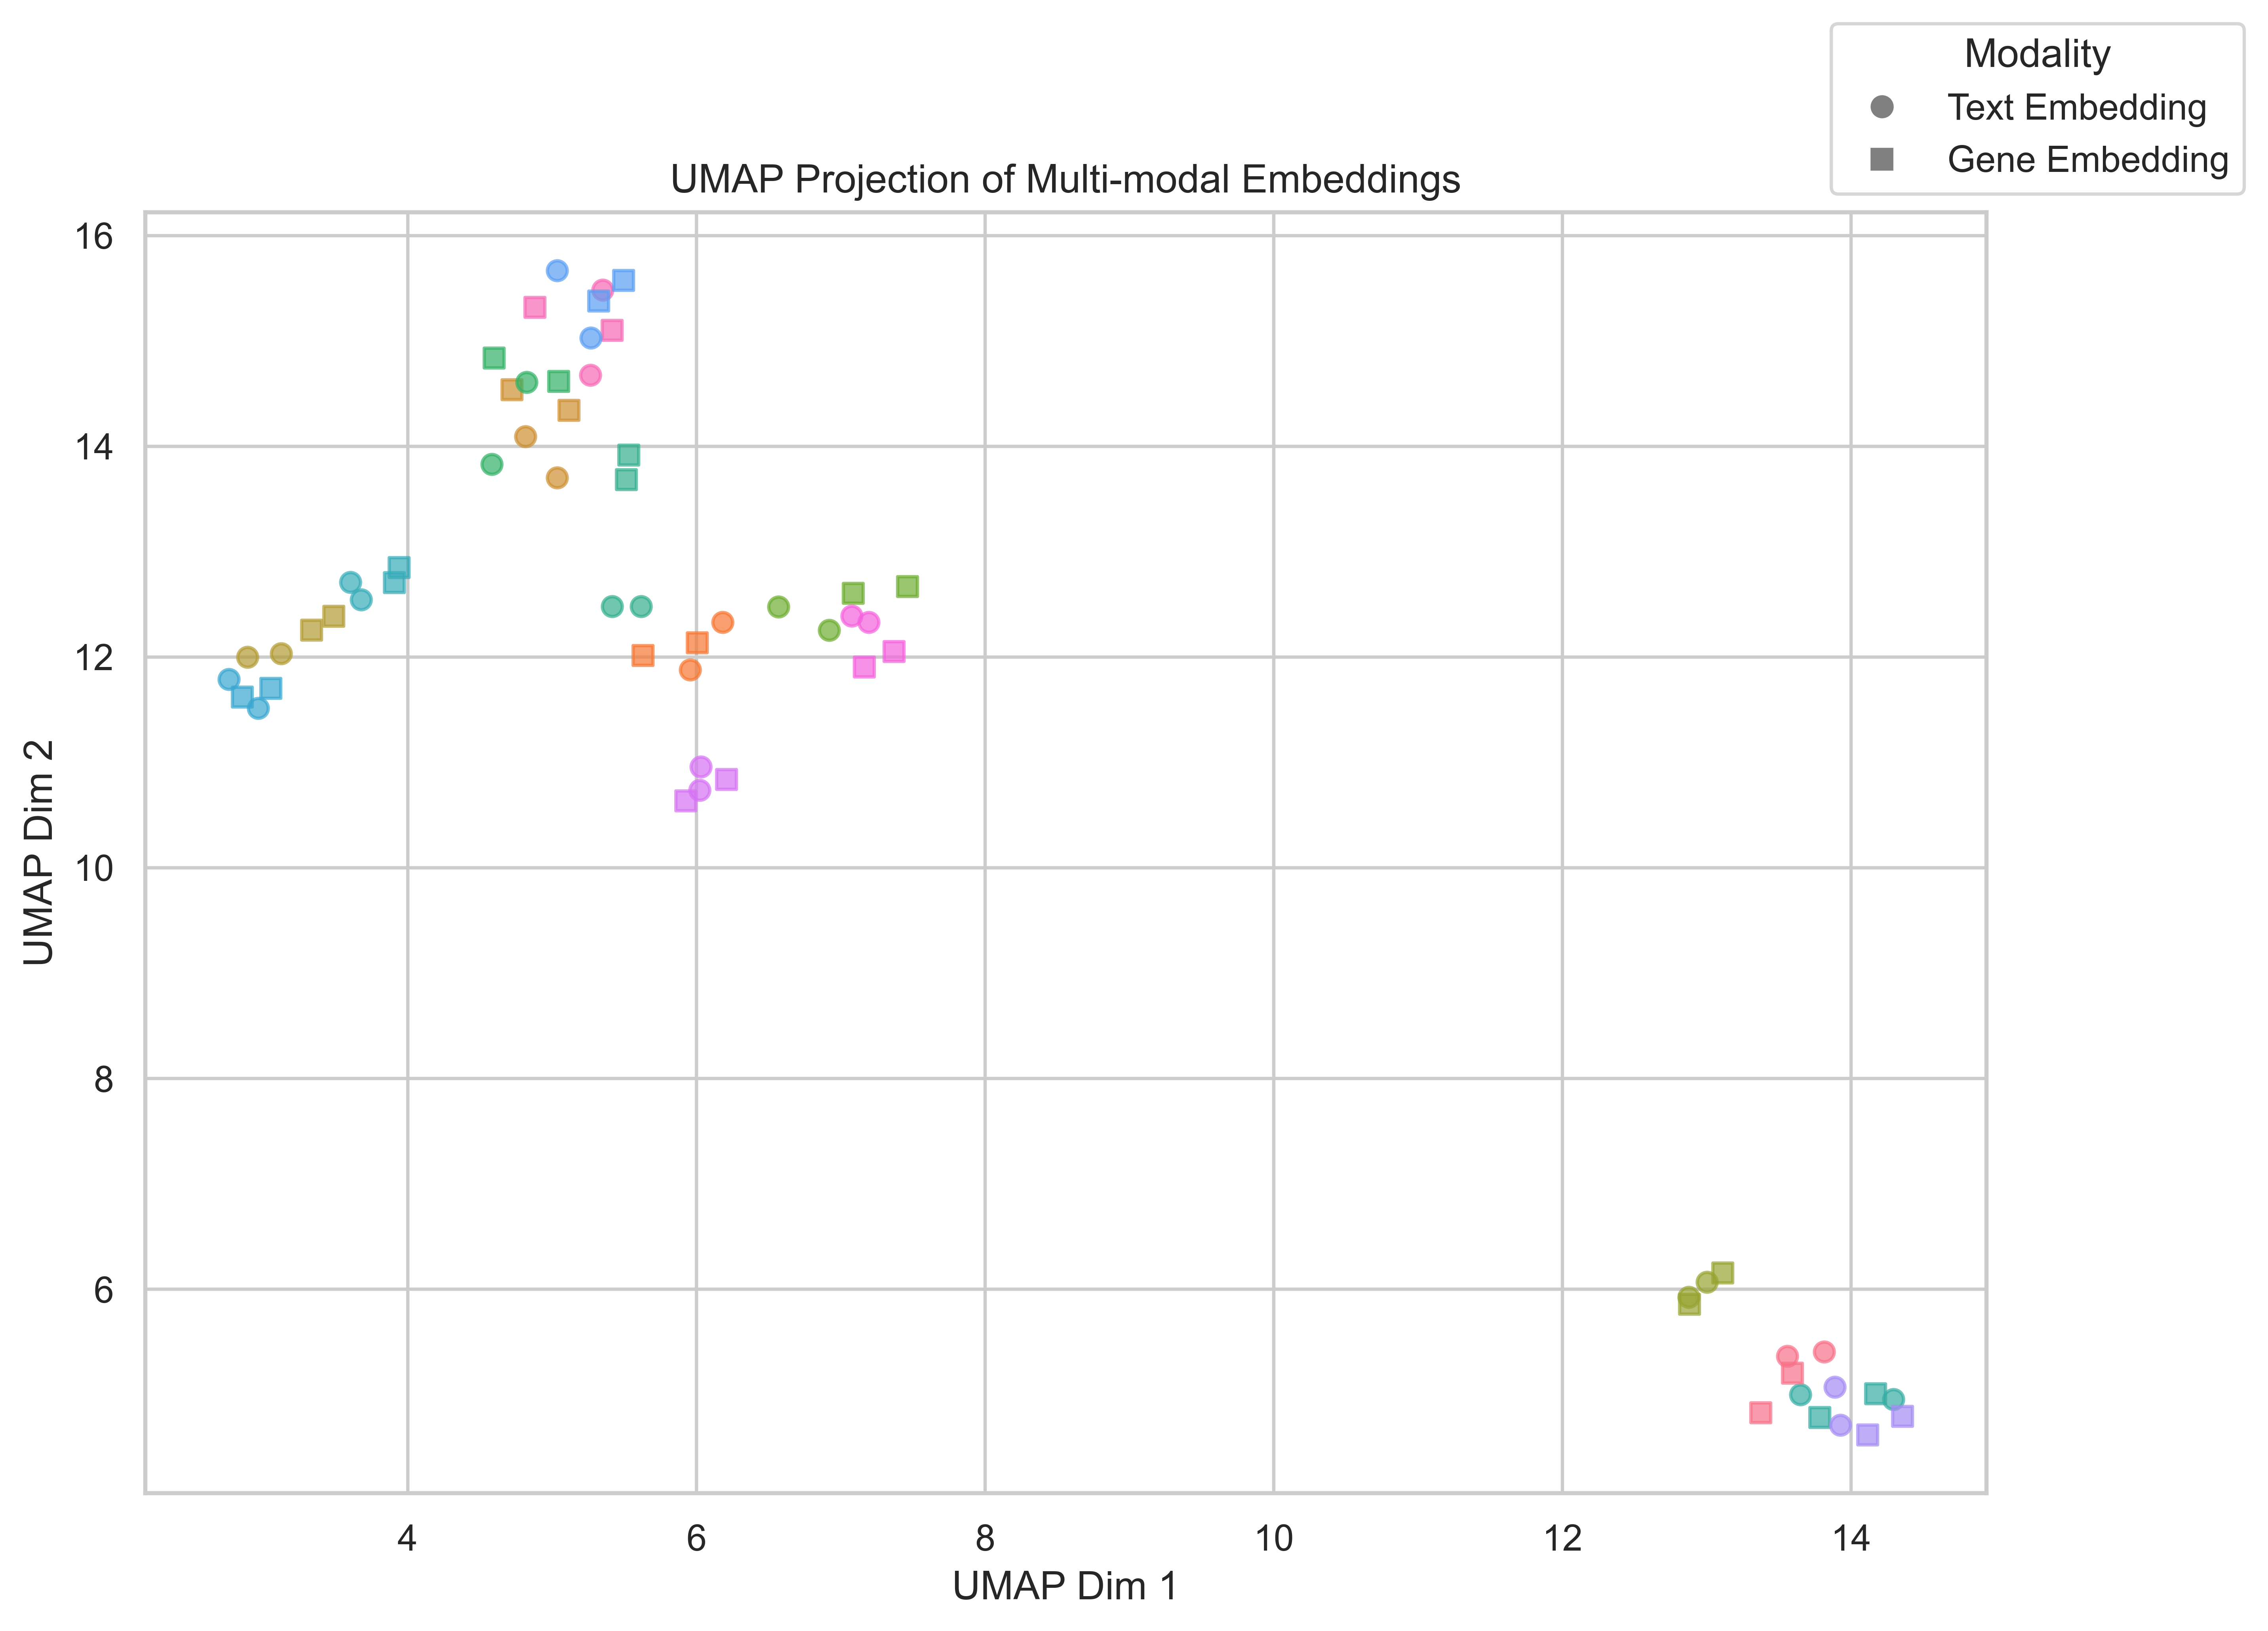 Modality
Text Embedding
Gene Embedding
UMAP Projection of Multi-modal Embeddings
16
14
12
10
8
6
UMAP Dim 2
4
6
8
10
12
14
UMAP Dim 1